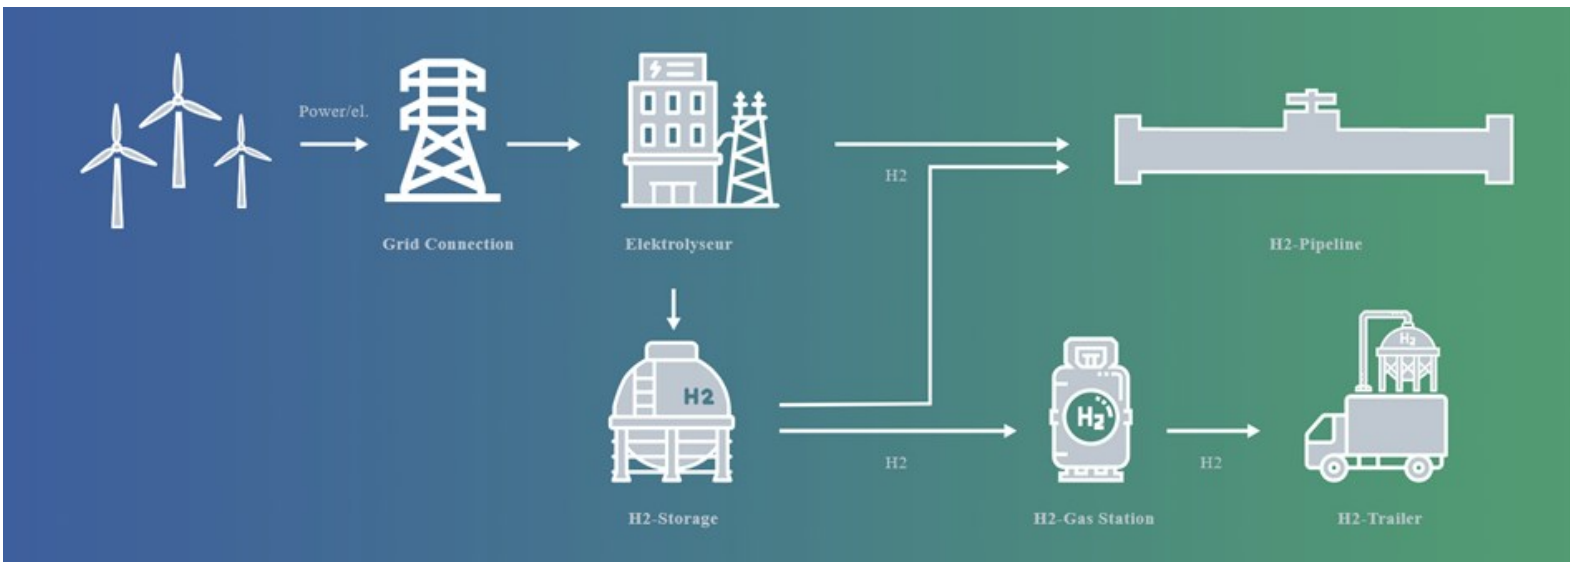 Power/el.
H2
Grid Connection
Elektrolyseur
H2-Pipeline
H2
H2
H2
H2
H2
H2-Storage
H2-Gas Station
H2-Trailer